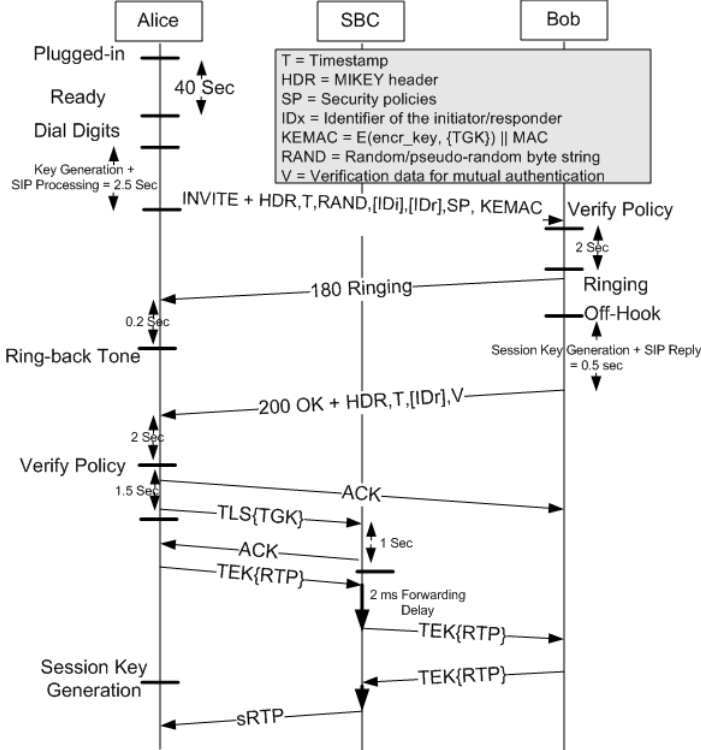 Alice
SBC
Bob
Plugged-in
40 Sec
Ready
Dial Digits
T = Timestamp
HDR = MIKEY header
SP = Security policies
IDx = Identifier of the initiator/responder
KEMAC = E(encr_key, {TGK}) || MAC
RAND = Random/pseudo-random byte string
V = Verification data for mutual authentication
Key Generation +
SIP Processing = 2.5 Sec
INVITE + HDR,T,RAND,[IDi],[IDr],SP, KEMAC
Verify Policy
2 Sec
180 Ringing
Ringing
0.2 Sec
Off-Hook
Ring-back Tone
Session Key Generation + SIP Reply
= 0.5 sec
200 OK + HDR,T,[IDr],V
2 Sec
Verify Policy
1.5 Sec
ACK
TLS{TGK}
1 Sec
ACK
TEK{RTP}
2 ms Forwarding
Delay
TEK{RTP}
Session Key
Generation
TEK{RTP}
sRTP